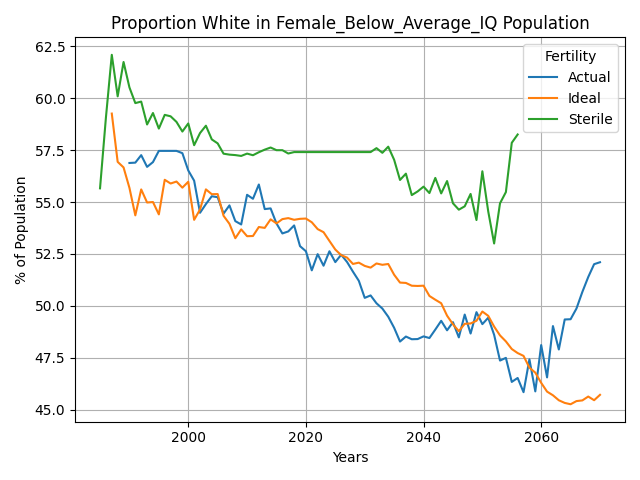 Proportion White in Female_Below_Average_IQ Population
Fertility
Actual
Ideal
Sterile
% of Population
62.5
60.0
57.5
55.0
52.5
50.0
47.5
45.0
2000
2020
2040
2060
Years